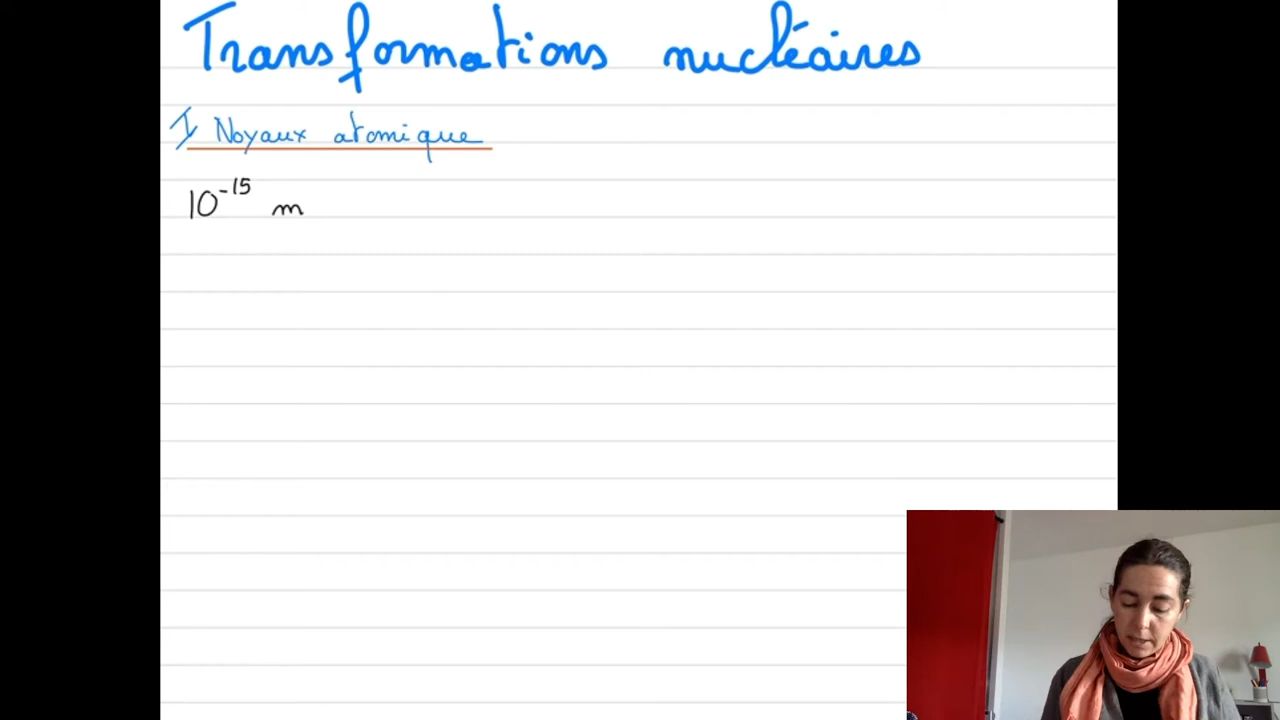 Transformations nucléaires
I Noyaux atomique
10⁻¹⁵ m